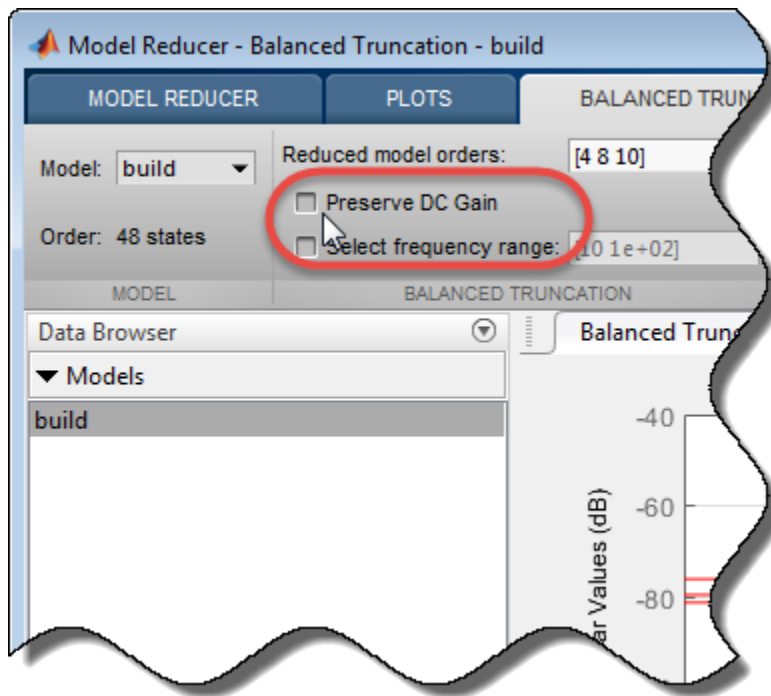 Model Reducer - Balanced Truncation - build
MODEL REDUCER PLOTS BALANCED
Model: build
Reduced model orders: [4 8 10]
Preserve DC Gain
Order: 48 states
Select frequency range: [10 1e+02]
MODEL BALANCED TRUNCATION
Data Browser
Balanced
Models
build
-40
-60
-80
Values (dB)